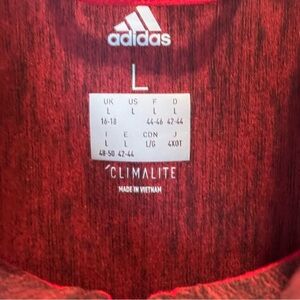 adidas
L
UK US F D
L L L L
16-18 44-46 42-44
I E CDN J
L L L/G 4XOT
48-50 42-44
CLIMALITE
MADE IN VIETNAM